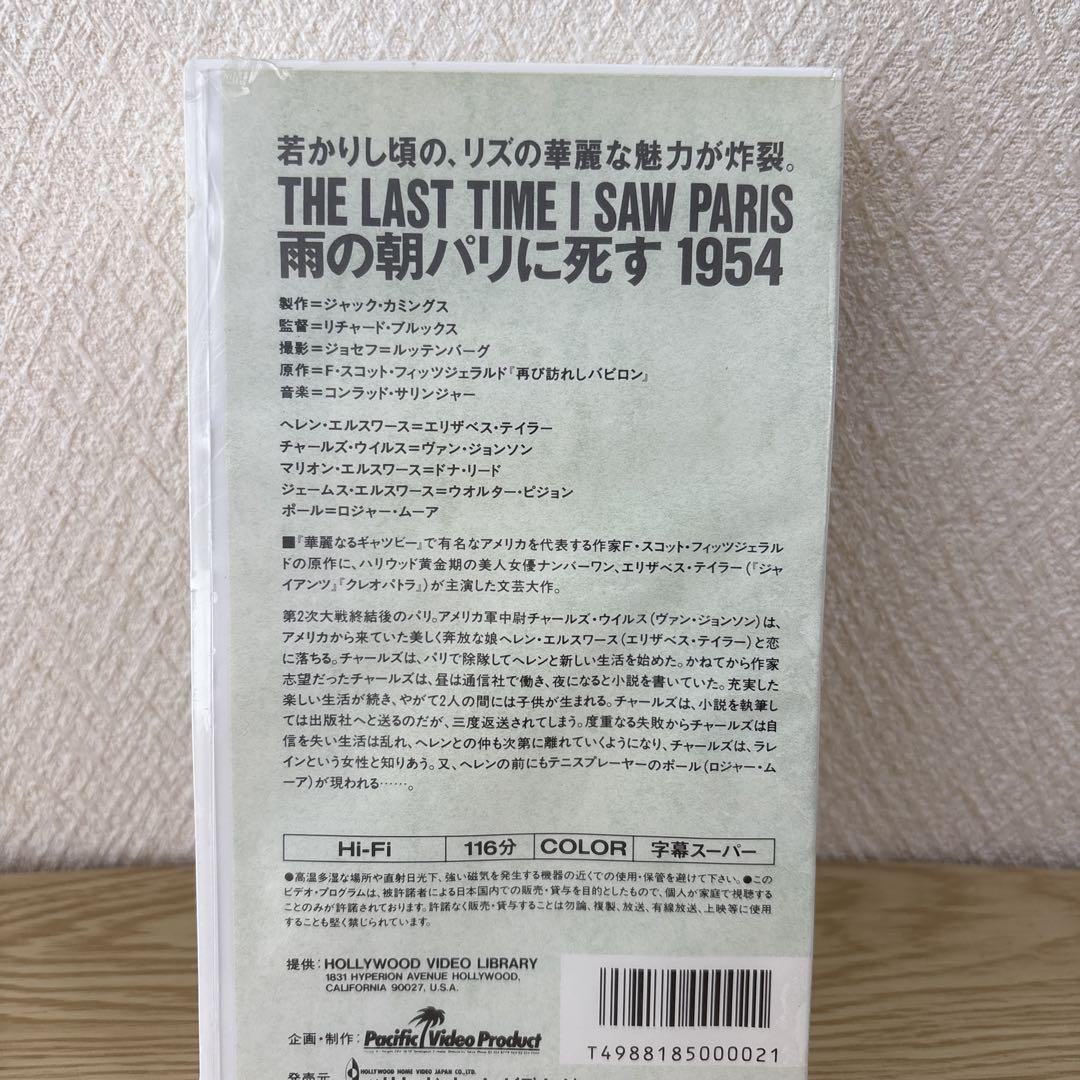 若かりし頃の、リズの華麗な魅力が炸裂。
THE LAST TIME I SAW PARIS
雨の朝パリに死す 1954
製作=ジャック・カミングス
監督=リチャード・ブルックス
撮影=ジョセフ=ルッテンバーグ
原作=F・スコット・フィッツジェラルド『再び訪れしバビロン』
音楽=コンラッド・サリンジャー
ヘレン・エルスワース=エリザベス・テイラー
チャールズ・ウイルス=ヴァン・ジョンソン
マリオン・エルスワース=ドナ・リード
ジェームス・エルスワース=ウオルター・ピジョン
ポール=ロジャー・ムーア
■『華麗なるギャツビー』で有名なアメリカを代表する作家F・スコット・フィッツジェラル
ドの原作に、ハリウッド黄金期の美人女優ナンバーワン、エリザベス・テイラー(『ジャ
イアンツ』『クレオパトラ』)が主演した文芸大作。
第2次大戦終結後のパリ。アメリカ軍中尉チャールズ・ウイルス(ヴァン・ジョンソン)は、
アメリカから来ていた美しく奔放な娘ヘレン・エルスワース(エリザベス・テイラー)と恋
に落ちる。チャールズは、パリで除隊してヘレンと新しい生活を始めた。かねてから作家
志望だったチャールズは、昼は通信社で働き、夜になると小説を書いていた。充実した
楽しい生活が続き、やがて2人の間には子供が生まれる。チャールズは、小説を執筆し
ては出版社へと送るのだが、三度返送されてしまう。度重なる失敗からチャールズは自
信を失い生活は乱れ、ヘレンとの仲も次第に離れていくようになり、チャールズは、ラレ
インという女性と知りあう。又、ヘレンの前にもテニスプレーヤーのポール(ロジャー・ム
ーア)が現われる……。
Hi-Fi 116分 COLOR 字幕スーパー
●高温多湿な場所や直射日光下、強い磁気を発生する機器の近くでの使用・保管を避けて下さい。●この
ビデオ・プログラムは、被許諾者による日本国内での販売・貸与を目的としたもので、個人が家庭で視聴する
ことのみが許諾されております。許諾なく販売・貸与することは勿論、複製、放送、有線放送、上映等に使用
することも堅く禁じられています。
提供:HOLLYWOOD VIDEO LIBRARY
1831 HYPERION AVENUE HOLLYWOOD,
CALIFORNIA 90027, U.S.A.
企画・制作: Pacific Video Product
T4988185000021
発売元
HOLLYWOOD HOME VIDEO JAPAN CO., LTD.